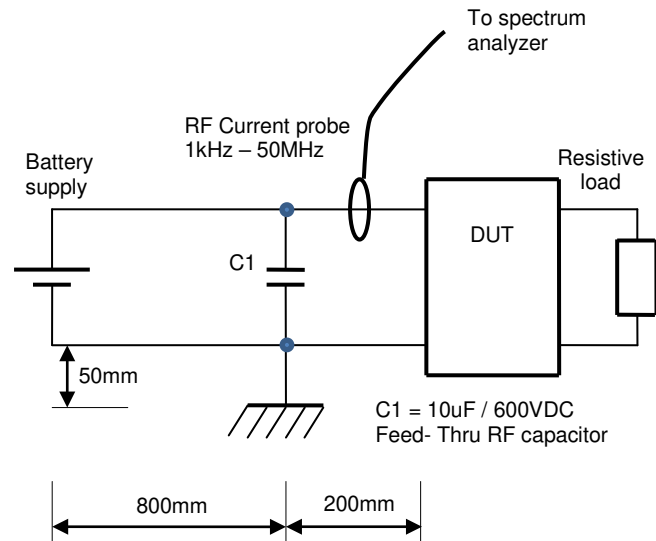 To spectrum
analyzer
RF Current probe
1kHz – 50MHz
Battery
supply
Resistive
load
DUT
C1
50mm
C1 = 10uF / 600VDC
Feed- Thru RF capacitor
800mm
200mm